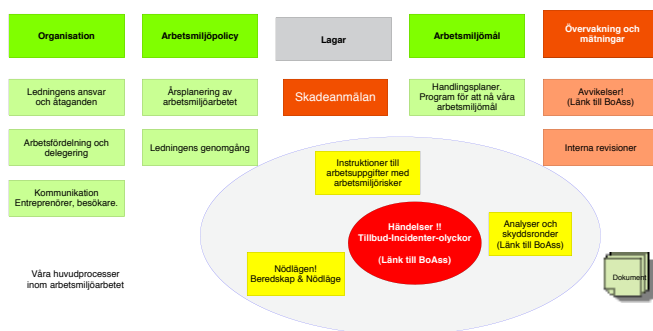 Organisation
Arbetsmiljöpolicy
Lagar
Arbetsmiljömål
Övervakning och
mätningar
Ledningens ansvar
och åtaganden
Årsplanering av
arbetsmiljöarbetet
Skadeanmälan
Handlingsplaner.
Program för att nå våra
arbetsmiljömål
Avvikelser!
(Länk till BoAss)
Arbetsfördelning och
delegering
Ledningens genomgång
Interna revisioner
Instruktioner till
arbetsuppgifter med
arbetsmiljörisker
Kommunikation
Entreprenörer, besökare.
Händelser !!
Tillbud-Incidenter-olyckor
(Länk till BoAss)
Analyser och
skyddsronder
(Länk till BoAss)
Nödlägen!
Beredskap & Nödläge
Våra huvudprocesser
inom arbetsmiljöarbetet
Dokument